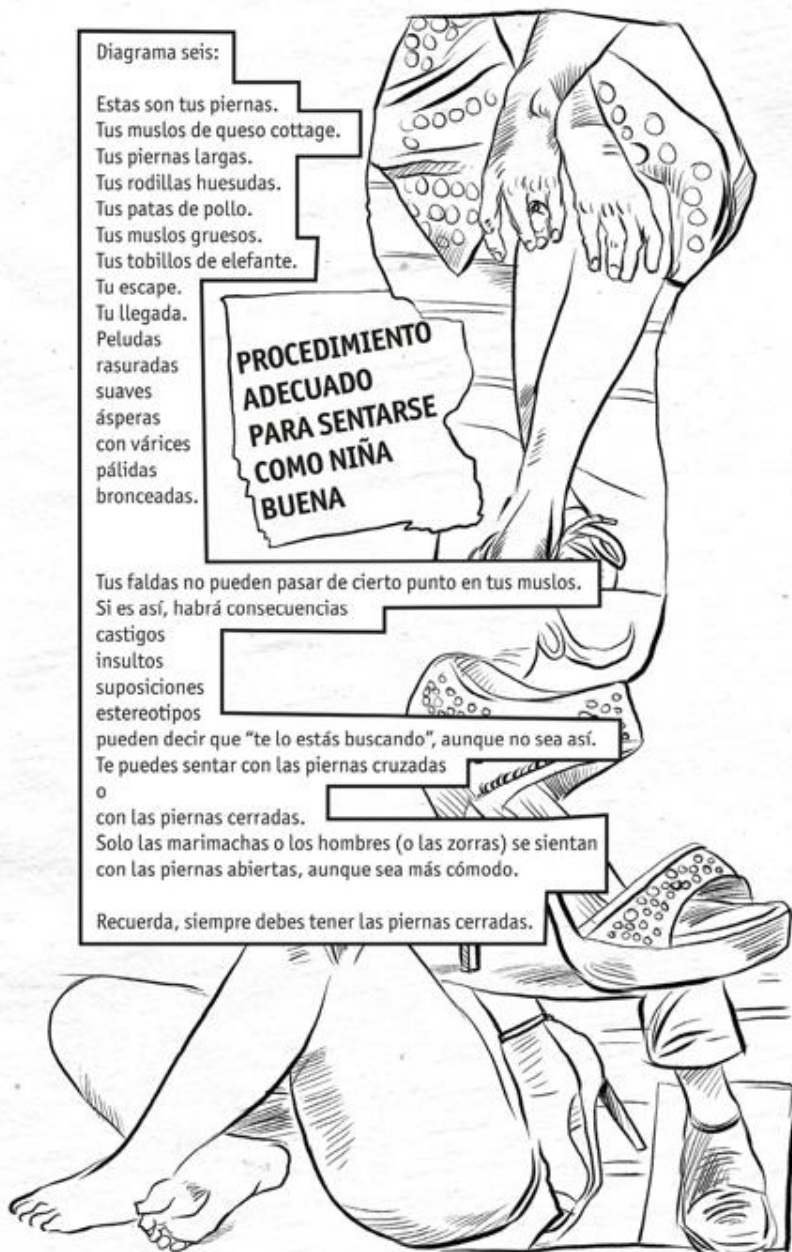 Diagrama seis:
Estas son tus piernas.
Tus muslos de queso cottage.
Tus piernas largas.
Tus rodillas huesudas.
Tus patas de pollo.
Tus muslos gruesos.
Tus tobillos de elefante.
Tu escape.
Tu llegada.
Peludas
rasuradas
suaves
ásperas
con várices
pálidas
bronceadas.
PROCEDIMIENTO
ADECUADO
PARA SENTARSE
COMO NIÑA
BUENA
Tus faldas no pueden pasar de cierto punto en tus muslos.
Si es así, habrá consecuencias
castigos
insultos
suposiciones
estereotipos
pueden decir que “te lo estás buscando”, aunque no sea así.
Te puedes sentar con las piernas cruzadas
o
con las piernas cerradas.
Solo las marimachas o los hombres (o las zorras) se sientan
con las piernas abiertas, aunque sea más cómodo.
Recuerda, siempre debes tener las piernas cerradas.